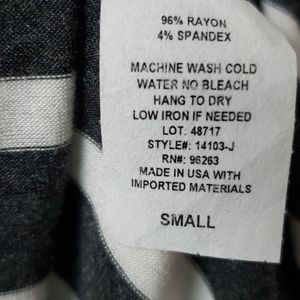 96% RAYON
4% SPANDEX
MACHINE WASH COLD
WATER NO BLEACH
HANG TO DRY
LOW IRON IF NEEDED
LOT. 48717
STYLE#: 14103-J
RN#: 96263
MADE IN USA WITH
IMPORTED MATERIALS
SMALL